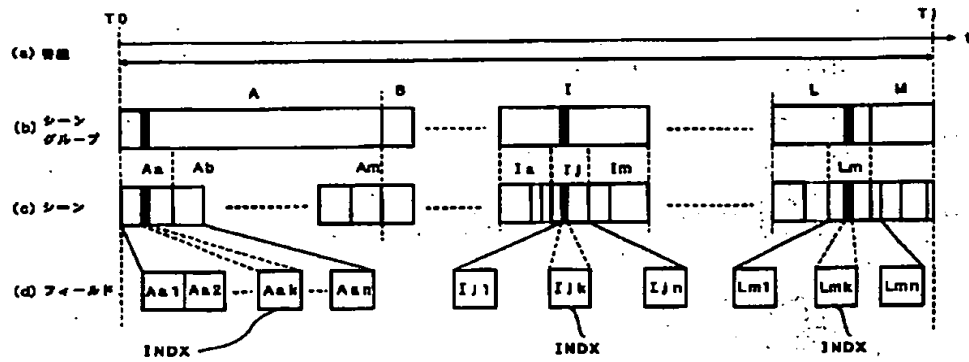 T0 T1
t
(a) 番組
A B I L M
(b) シーン
グループ
Aa Ab Am Ia Ij Im Lm
(c) シーン
(d) フィールド Aa1 Aa2 Aak Aan Ij1 Ijk Ijn Lm1 Lmk Lmn
INDX INDX INDX